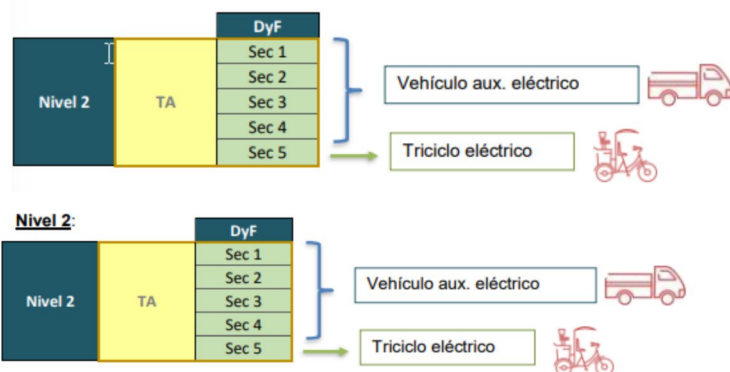 DyF
Sec 1
Sec 2
Nivel 2
TA
Sec 3
Sec 4
Sec 5
Vehículo aux. eléctrico
Triciclo eléctrico
Nivel 2:
DyF
Sec 1
Sec 2
Nivel 2
TA
Sec 3
Sec 4
Sec 5
Vehículo aux. eléctrico
Triciclo eléctrico